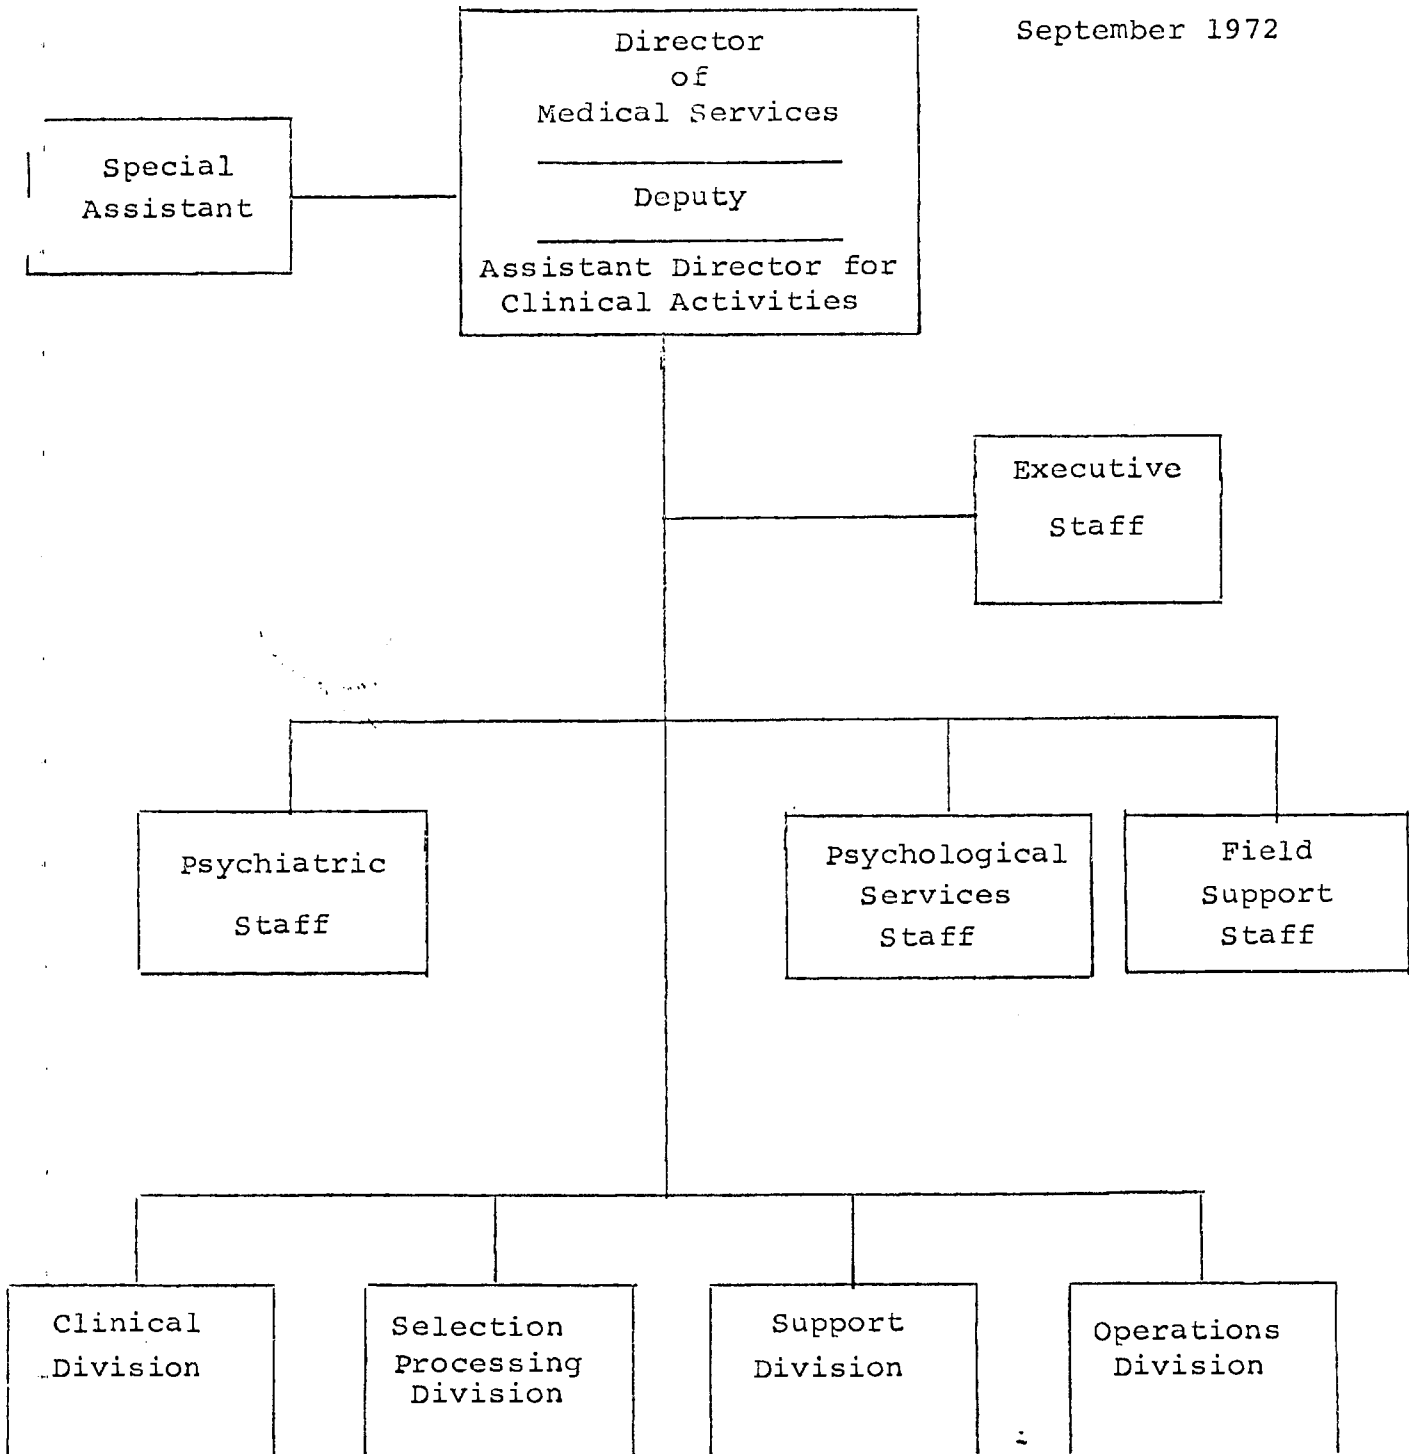 September 1972
Director
of
Medical Services
Deputy
Assistant Director for
Clinical Activities
Special
Assistant
Executive
Staff
Psychiatric
Staff
Psychological
Services
Staff
Field
Support
Staff
Clinical
Division
Selection
Processing
Division
Support
Division
Operations
Division